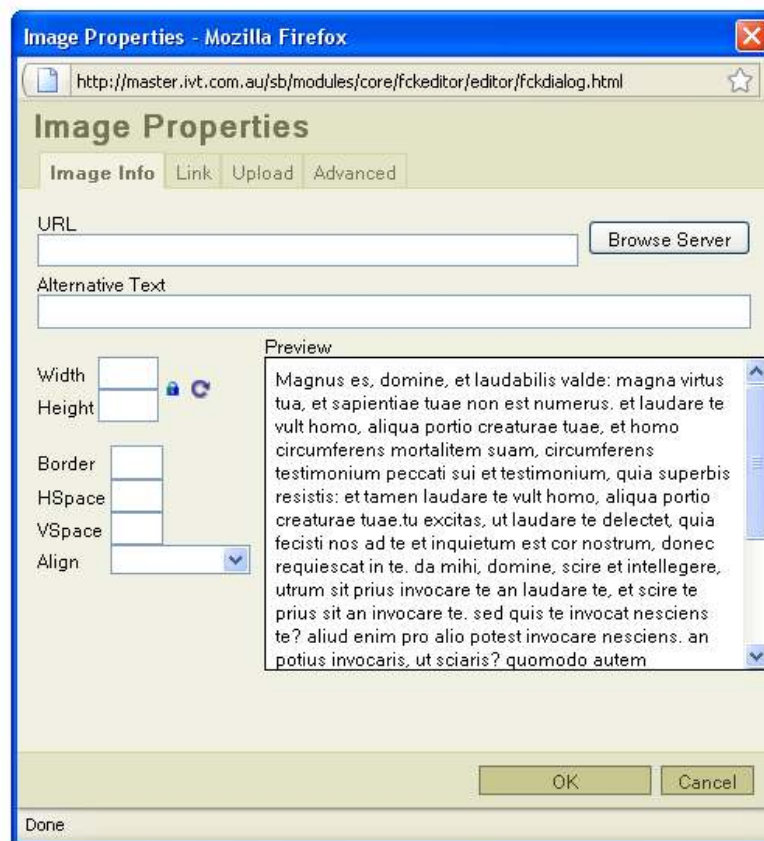 Image Properties - Mozilla Firefox
http://master.ivt.com.au/sb/modules/core/fckeditor/editor/fckdialog.html
Image Properties
Image Info Link Upload Advanced
URL
Browse Server
Alternative Text
Preview
Width
Height
Border
HSpace
VSpace
Align
Magnus es, domine, et laudabilis valde: magna virtus
tua, et sapientiae tuae non est numerus. et laudare te
vult homo, aliqua portio creaturae tuae, et homo
circumferens mortalitem suam, circumferens
testimonium peccati sui et testimonium, quia superbis
resistis: et tamen laudare te vult homo, aliqua portio
creaturae tuae.tu excitas, ut laudare te delectet, quia
fecisti nos ad te et inquietum est cor nostrum, donec
requiescat in te. da mihi, domine, scire et intellegere,
utrum sit prius invocare te an laudare te, et scire te
prius sit an invocare te. sed quis te invocat nesciens
te? aliud enim pro alio potest invocare nesciens. an
potius invocaris, ut sciaris? quomodo autem
OK Cancel
Done